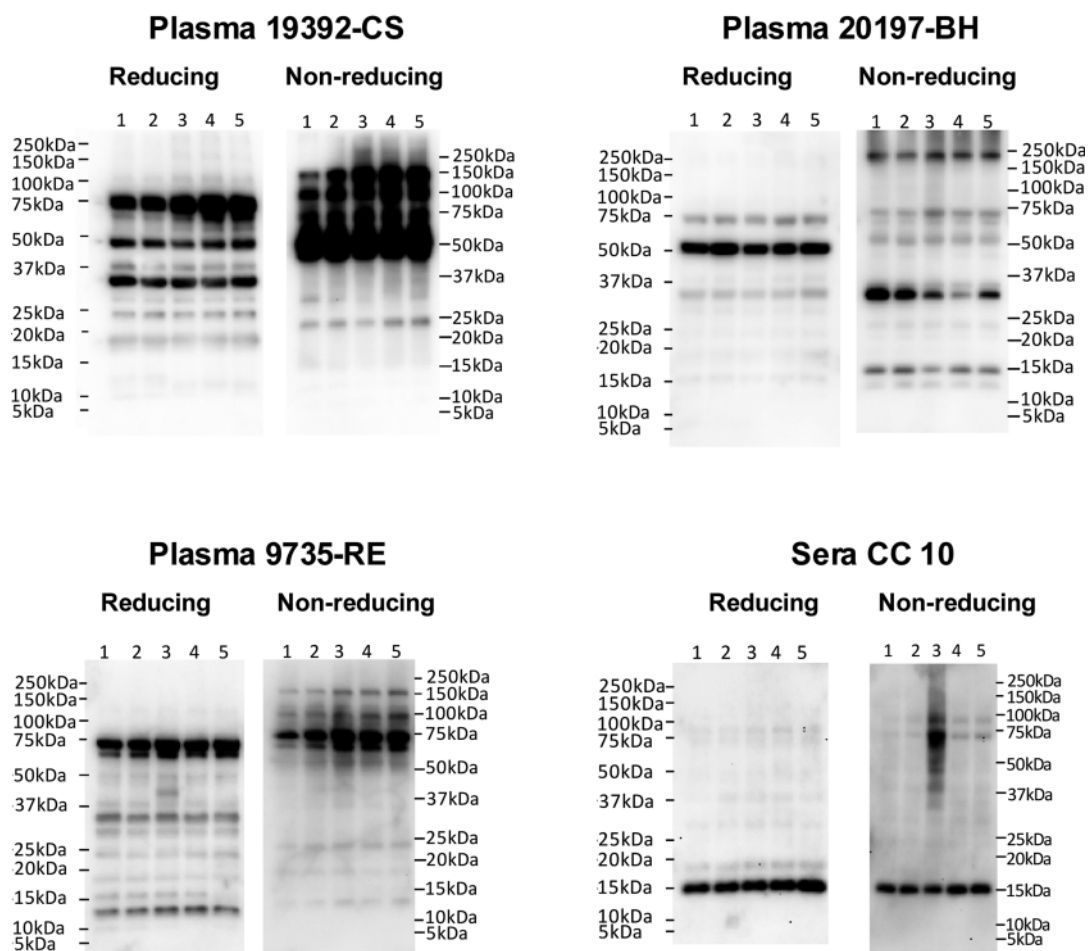 Plasma 19392-CS
Reducing
Non-reducing
1 2 3 4 5
1 2 3 4 5
250kDa
150kDa
100kDa
75kDa
50kDa
37kDa
25kDa
20kDa
15kDa
10kDa
5kDa
250kDa
150kDa
100kDa
75kDa
50kDa
37kDa
25kDa
20kDa
15kDa
10kDa
5kDa
Plasma 20197-BH
Reducing
Non-reducing
1 2 3 4 5
1 2 3 4 5
250kDa
150kDa
100kDa
75kDa
50kDa
37kDa
25kDa
20kDa
15kDa
10kDa
5kDa
250kDa
150kDa
100kDa
75kDa
50kDa
37kDa
25kDa
20kDa
15kDa
10kDa
5kDa
Plasma 9735-RE
Reducing
Non-reducing
1 2 3 4 5
1 2 3 4 5
250kDa
150kDa
100kDa
75kDa
50kDa
37kDa
25kDa
20kDa
15kDa
10kDa
5kDa
250kDa
150kDa
100kDa
75kDa
50kDa
37kDa
25kDa
20kDa
15kDa
10kDa
5kDa
Sera CC 10
Reducing
Non-reducing
1 2 3 4 5
1 2 3 4 5
250kDa
150kDa
100kDa
75kDa
50kDa
37kDa
25kDa
20kDa
15kDa
10kDa
5kDa
250kDa
150kDa
100kDa
75kDa
50kDa
37kDa
25kDa
20kDa
15kDa
10kDa
5kDa